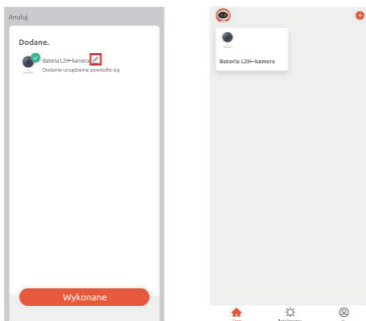 Anuluj
Dodane.
Bateria L2H-kamera
Dodanie urządzenia powiodło się
Wykonane
Bateria L2H-kamera